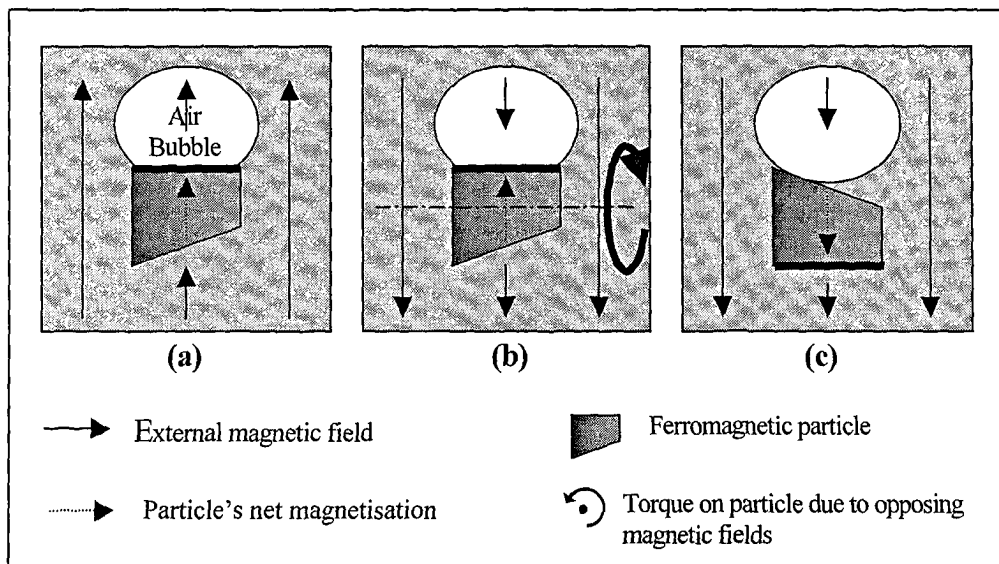 Air
Bubble
(a)
(b)
(c)
External magnetic field
Ferromagnetic particle
Particle's net magnetisation
Torque on particle due to opposing
magnetic fields